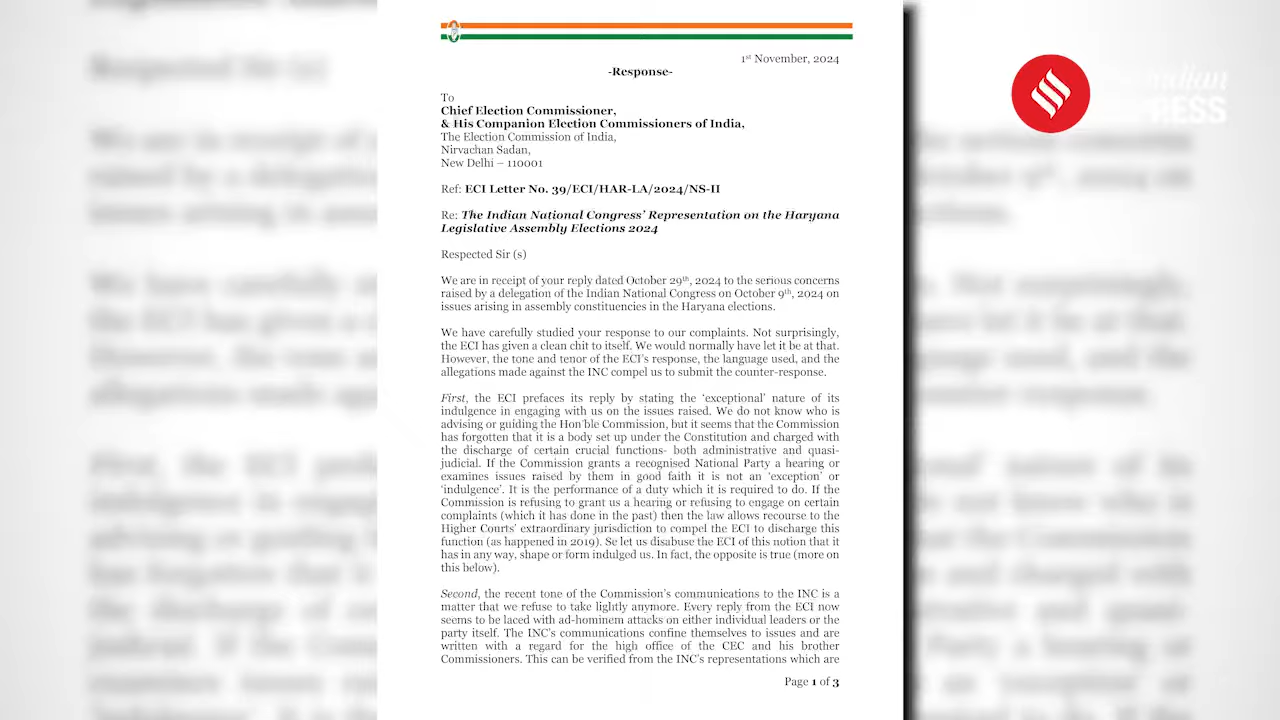 1st November, 2024
-Response-
To
Chief Election Commissioner,
& His Companion Election Commissioners of India,
The Election Commission of India,
Nirvachan Sadan,
New Delhi – 110001
Ref: ECI Letter No. 39/ECI/HAR-LA/2024/NS-II
Re: The Indian National Congress' Representation on the Haryana
Legislative Assembly Elections 2024
Respected Sir (s)
We are in receipt of your reply dated October 29th, 2024 to the serious concerns
raised by a delegation of the Indian National Congress on October 9th, 2024 on
issues arising in assembly constituencies in the Haryana elections.
We have carefully studied your response to our complaints. Not surprisingly,
the ECI has given a clean chit to itself. We would normally have let it be at that.
However, the tone and tenor of the ECI's response, the language used, and the
allegations made against the INC compel us to submit the counter-response.
First, the ECI prefaces its reply by stating the 'exceptional' nature of its
indulgence in engaging with us on the issues raised. We do not know who is
advising or guiding the Hon'ble Commission, but it seems that the Commission
has forgotten that it is a body set up under the Constitution and charged with
the discharge of certain crucial functions- both administrative and quasi-
judicial. If the Commission grants a recognised National Party a hearing or
examines issues raised by them in good faith it is not an 'exception' or
'indulgence'. It is the performance of a duty which it is required to do. If the
Commission is refusing to grant us a hearing or refusing to engage on certain
complaints (which it has done in the past) then the law allows recourse to the
Higher Courts' extraordinary jurisdiction to compel the ECI to discharge this
function (as happened in 2019). Se let us disabuse the ECI of this notion that it
has in any way, shape or form indulged us. In fact, the opposite is true (more on
this below).
Second, the recent tone of the Commission's communications to the INC is a
matter that we refuse to take lightly anymore. Every reply from the ECI now
seems to be laced with ad-hominem attacks on either individual leaders or the
party itself. The INC's communications confine themselves to issues and are
written with a regard for the high office of the CEC and his brother
Commissioners. This can be verified from the INC's representations which are
Page 1 of 3